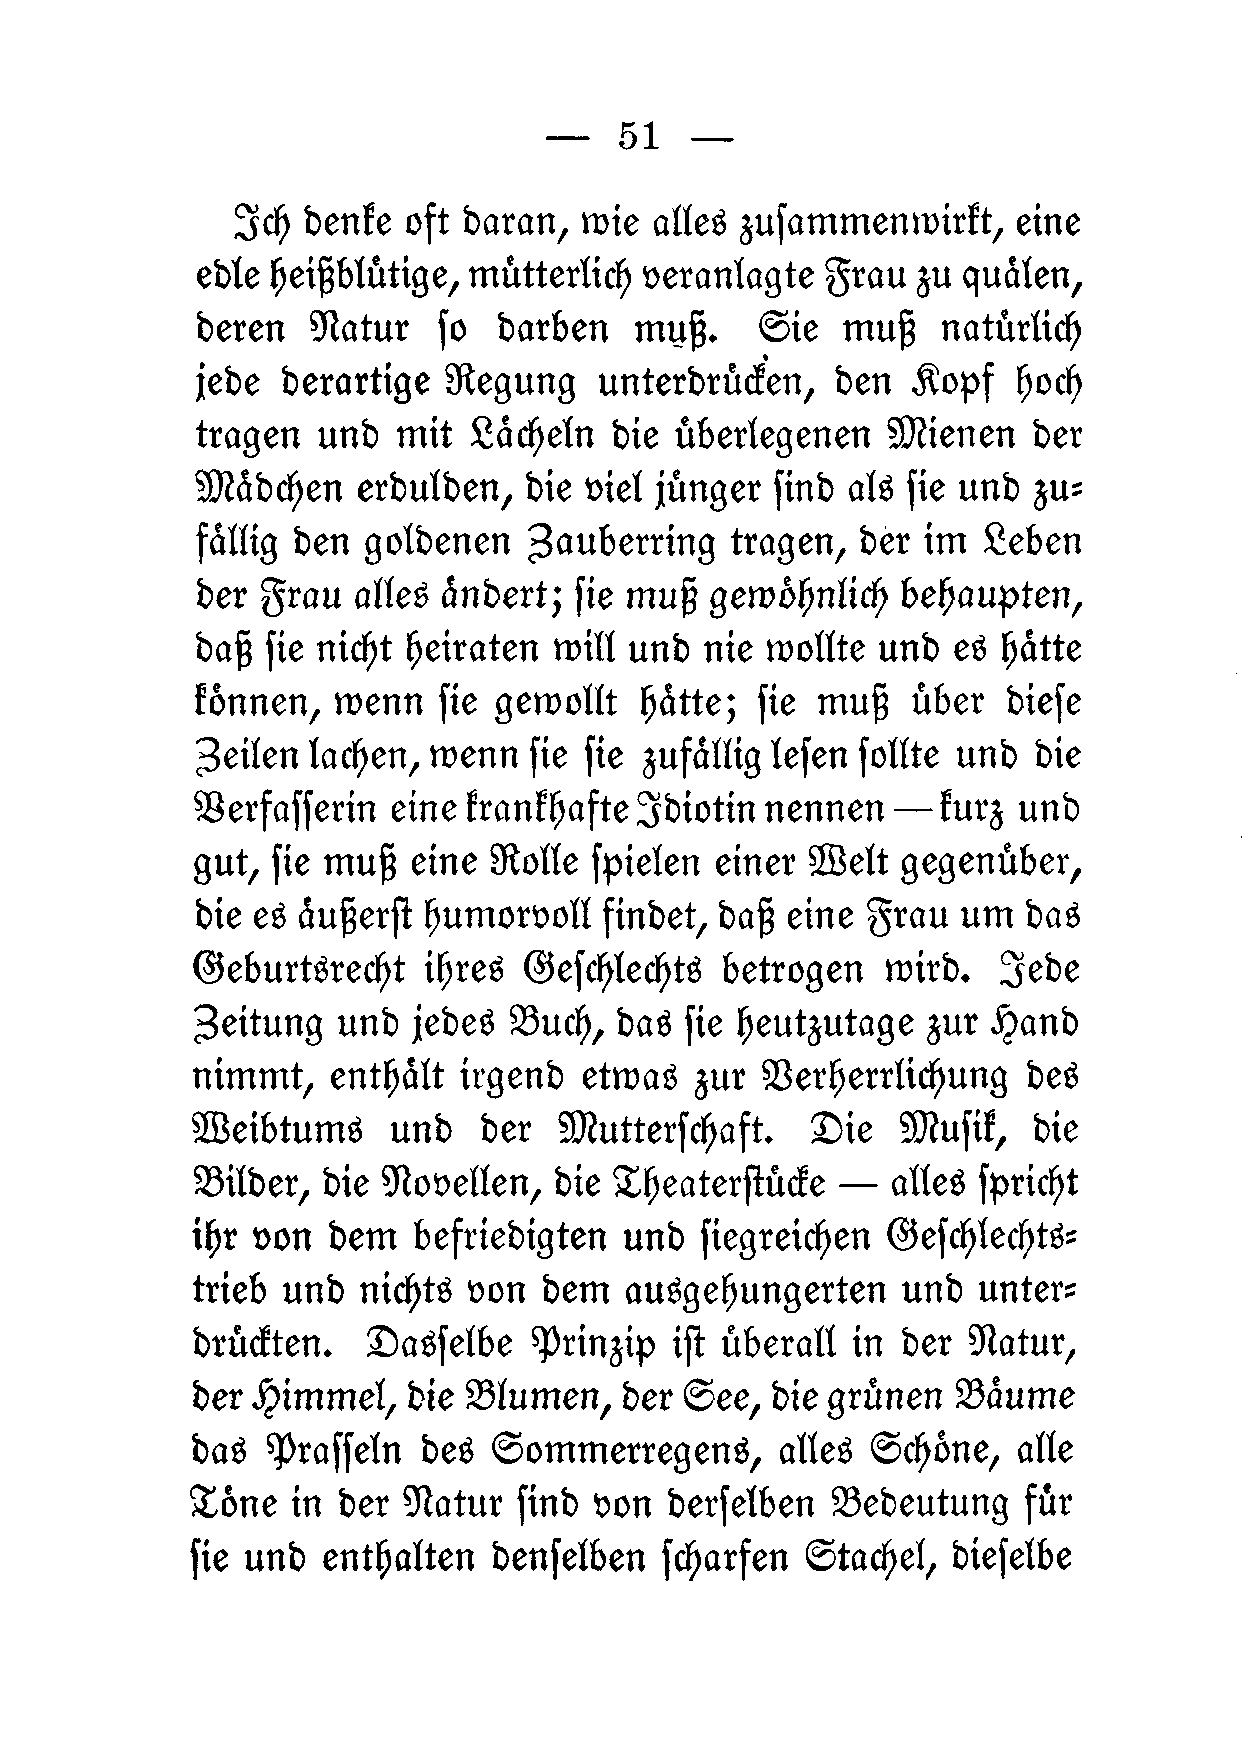 — 51 —
Ich denke oft daran, wie alles zuſammenwirkt, eine
edle heißblütige, mütterlich veranlagte Frau zu quälen,
deren Natur ſo darben muß. Sie muß natürlich
jede derartige Regung unterdrücken, den Kopf hoch
tragen und mit Lächeln die überlegenen Mienen der
Mädchen erdulden, die viel jünger ſind als ſie und zu⸗
fällig den goldenen Zauberring tragen, der im Leben
der Frau alles ändert; ſie muß gewöhnlich behaupten,
daß ſie nicht heiraten will und nie wollte und es hätte
können, wenn ſie gewollt hätte; ſie muß über dieſe
Zeilen lachen, wenn ſie ſie zufällig leſen ſollte und die
Verfaſſerin eine krankhafte Idiotin nennen — kurz und
gut, ſie muß eine Rolle ſpielen einer Welt gegenüber,
die es äußerſt humorvoll findet, daß eine Frau um das
Geburtsrecht ihres Geſchlechts betrogen wird. Jede
Zeitung und jedes Buch, das ſie heutzutage zur Hand
nimmt, enthält irgend etwas zur Verherrlichung des
Weibtums und der Mutterſchaft. Die Muſik, die
Bilder, die Novellen, die Theaterſtücke — alles ſpricht
ihr von dem befriedigten und ſiegreichen Geſchlechts⸗
trieb und nichts von dem ausgehungerten und unter⸗
drückten. Dasſelbe Prinzip iſt überall in der Natur,
der Himmel, die Blumen, der See, die grünen Bäume
das Praſſeln des Sommerregens, alles Schöne, alle
Töne in der Natur ſind von derſelben Bedeutung für
ſie und enthalten denſelben ſcharfen Stachel, dieſelbe